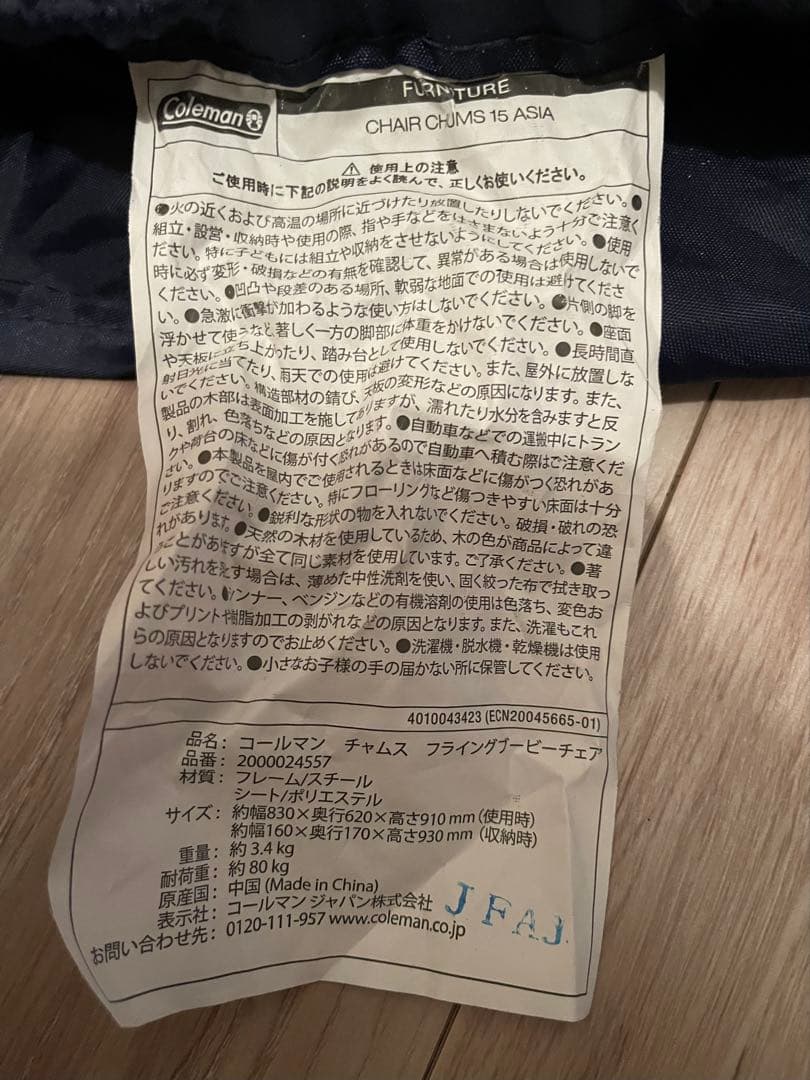 Coleman
FURNITURE
CHAIR CHUMS 15 ASIA
使用上の注意
ご使用時に下記の説明をよく読んで、正しくお使いください。
●火の近くおよび高温の場所に近づけたり放置したりしないでください。●
組立・設営・収納時や使用の際、指や手などをはさまないよう十分ご注意く
ださい。特に子どもには組立や収納をさせないようにしてください。●使用
時に必ず変形・破損などの有無を確認して、異常がある場合は使用しないで
ください。●凹凸や段差のある場所、軟弱な地面での使用は避けてくださ
い。●急激に衝撃が加わるような使い方はしないでください。●片側の脚を
浮かせて使うなど著しく一方の脚部に体重をかけないでください。●座面
や天板に立ち上がったり、踏み台として使用しないでください。●長時間直
射日光に当てたり、雨天での使用は避けてください。また、屋外に放置しな
いでください。構造部材の錆び、天板の変形などの原因になります。また、
製品の木部は表面加工を施してありますが、濡れたり水分を含みますと反
り、割れ、色落ちなどの原因となります。●自動車などでの運搬中にトラン
クや荷台の床などに傷が付く恐れがあるので自動車へ積む際はご注意くだ
さい。●本製品を屋内でご使用されるときは床面などに傷がつく恐れがあ
りますのでご注意ください。特にフローリングなど傷つきやすい床面は十分
ご注意ください。●鋭利な形状の物を入れないでください。破損・破れの恐
れがあります。●天然の木材を使用しているため、木の色が商品によって違
うことがありますが全て同じ素材を使用しています。ご了承ください。●著
しい汚れを落とす場合は、薄めた中性洗剤を使い、固く絞った布で拭き取っ
てください。シンナー、ベンジンなどの有機溶剤の使用は色落ち、変色お
よびプリントや樹脂加工の剥がれなどの原因となります。また、洗濯もこれ
らの原因となりますのでお止めください。●洗濯機・脱水機・乾燥機は使用
しないでください。●小さなお子様の手の届かない所に保管してください。
4010043423 (ECN20045665-01)
品名: コールマン チャムス フライングブービーチェア
品番: 2000024557
材質: フレーム/スチール
シート/ポリエステル
サイズ: 約幅830×奥行620×高さ910mm (使用時)
約幅160×奥行170×高さ930mm (収納時)
重量: 約 3.4 kg
耐荷重: 約 80 kg
原産国: 中国 (Made in China)
表示社: コールマン ジャパン株式会社
お問い合わせ先: 0120-111-957 www.coleman.co.jp
JFAJ